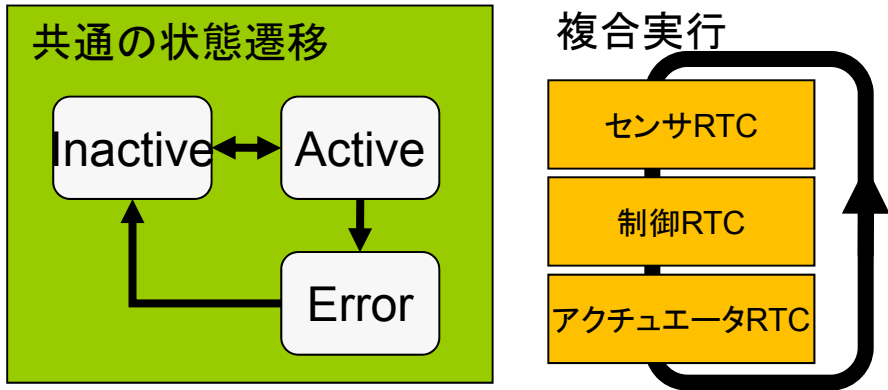 共通の状態遷移
Inactive
Active
Error
複合実行
センサRTC
制御RTC
アクチュエータRTC